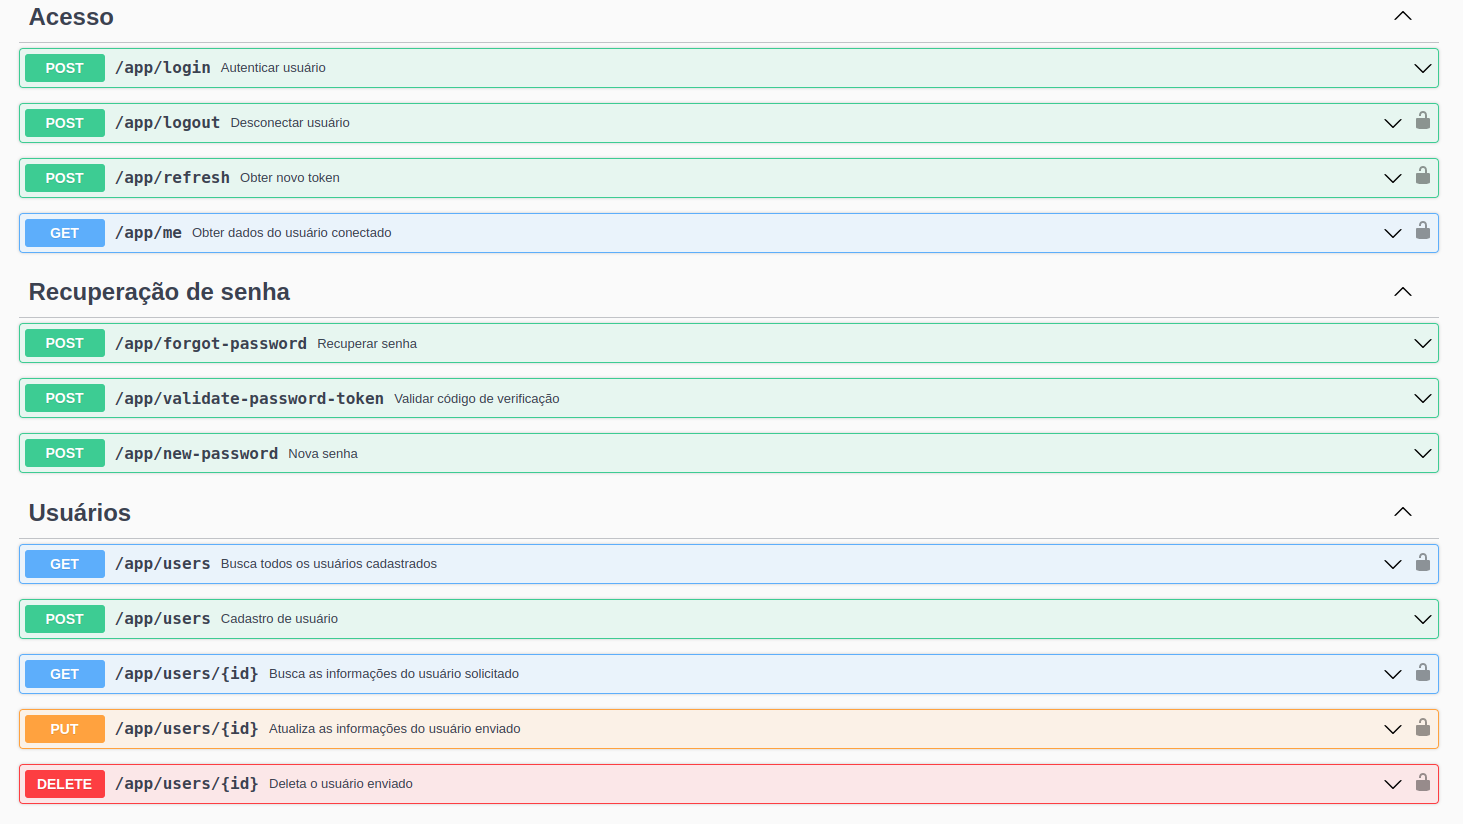 Acesso
POST /app/login Autenticar usuário
POST /app/logout Desconectar usuário
POST /app/refresh Obter novo token
GET /app/me Obter dados do usuário conectado
Recuperação de senha
POST /app/forgot-password Recuperar senha
POST /app/validate-password-token Validar código de verificação
POST /app/new-password Nova senha
Usuários
GET /app/users Busca todos os usuários cadastrados
POST /app/users Cadastro de usuário
GET /app/users/{id} Busca as informações do usuário solicitado
PUT /app/users/{id} Atualiza as informações do usuário enviado
DELETE /app/users/{id} Deleta o usuário enviado